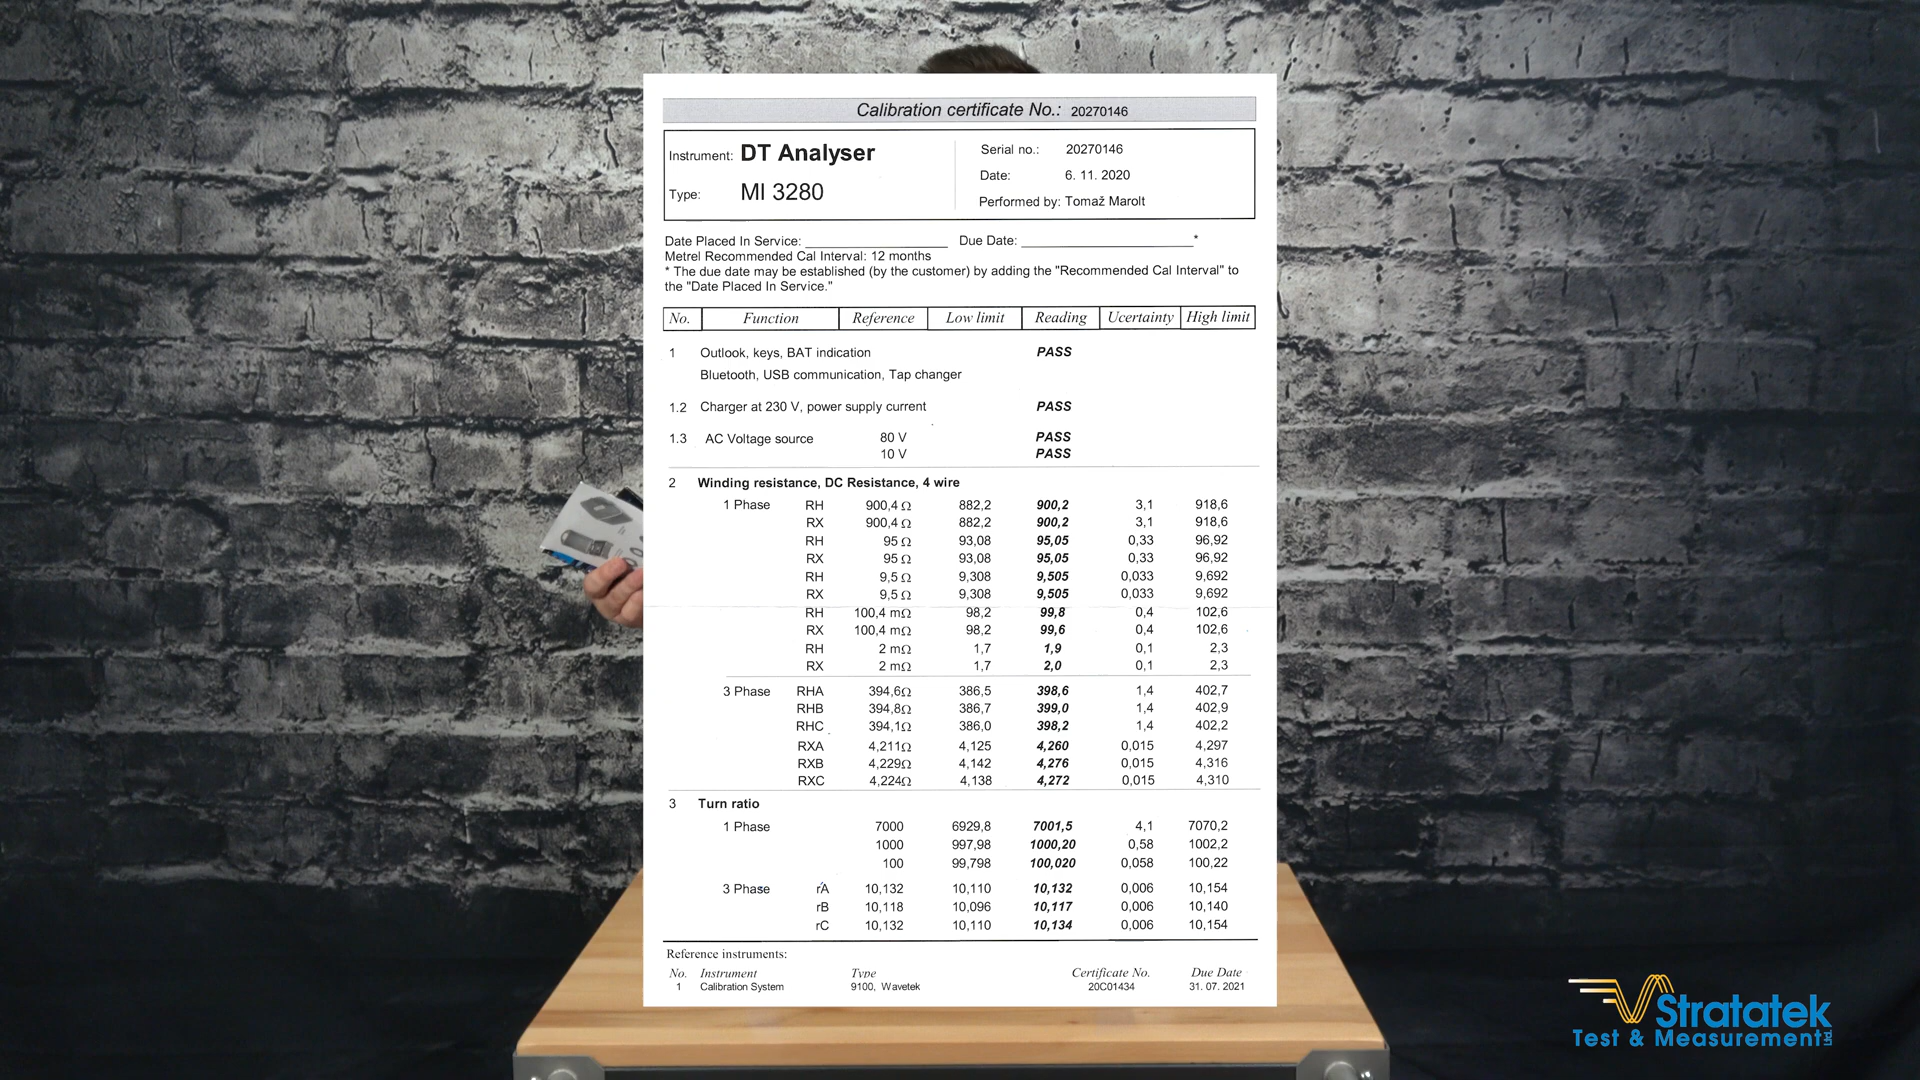 Calibration certificate No.: 20270146
Instrument: DT Analyser
Type: MI 3280
Serial no.: 20270146
Date: 6. 11. 2020
Performed by: Tomaž Marolt
Date Placed In Service: ____________________ Due Date: ________________________*
Metrel Recommended Cal Interval: 12 months
* The due date may be established (by the customer) by adding the "Recommended Cal Interval" to
the "Date Placed In Service."
No. Function Reference Low limit Reading Ucertainty High limit
1 Outlook, keys, BAT indication PASS
Bluetooth, USB communication, Tap changer
1.2 Charger at 230 V, power supply current PASS
1.3 AC Voltage source 80 V PASS
10 V PASS
2 Winding resistance, DC Resistance, 4 wire
1 Phase RH 900,4 Ω 882,2 900,2 3,1 918,6
RX 900,4 Ω 882,2 900,2 3,1 918,6
RH 95 Ω 93,08 95,05 0,33 96,92
RX 95 Ω 93,08 95,05 0,33 96,92
RH 9,5 Ω 9,308 9,505 0,033 9,692
RX 9,5 Ω 9,308 9,505 0,033 9,692
RH 100,4 mΩ 98,2 99,8 0,4 102,6
RX 100,4 mΩ 98,2 99,6 0,4 102,6
RH 2 mΩ 1,7 1,9 0,1 2,3
RX 2 mΩ 1,7 2,0 0,1 2,3
3 Phase RHA 394,6Ω 386,5 398,6 1,4 402,7
RHB 394,8Ω 386,7 399,0 1,4 402,9
RHC 394,1Ω 386,0 398,2 1,4 402,2
RXA 4,211Ω 4,125 4,260 0,015 4,297
RXB 4,229Ω 4,142 4,276 0,015 4,316
RXC 4,224Ω 4,138 4,272 0,015 4,310
3 Turn ratio
1 Phase 7000 6929,8 7001,5 4,1 7070,2
1000 997,98 1000,20 0,58 1002,2
100 99,798 100,020 0,058 100,22
3 Phase rA 10,132 10,110 10,132 0,006 10,154
rB 10,118 10,096 10,117 0,006 10,140
rC 10,132 10,110 10,134 0,006 10,154
Reference instruments:
No. Instrument Type Certificate No. Due Date
1 Calibration System 9100, Wavetek 20C01434 31. 07. 2021
Stratatek
Test & Measurement Ltd.